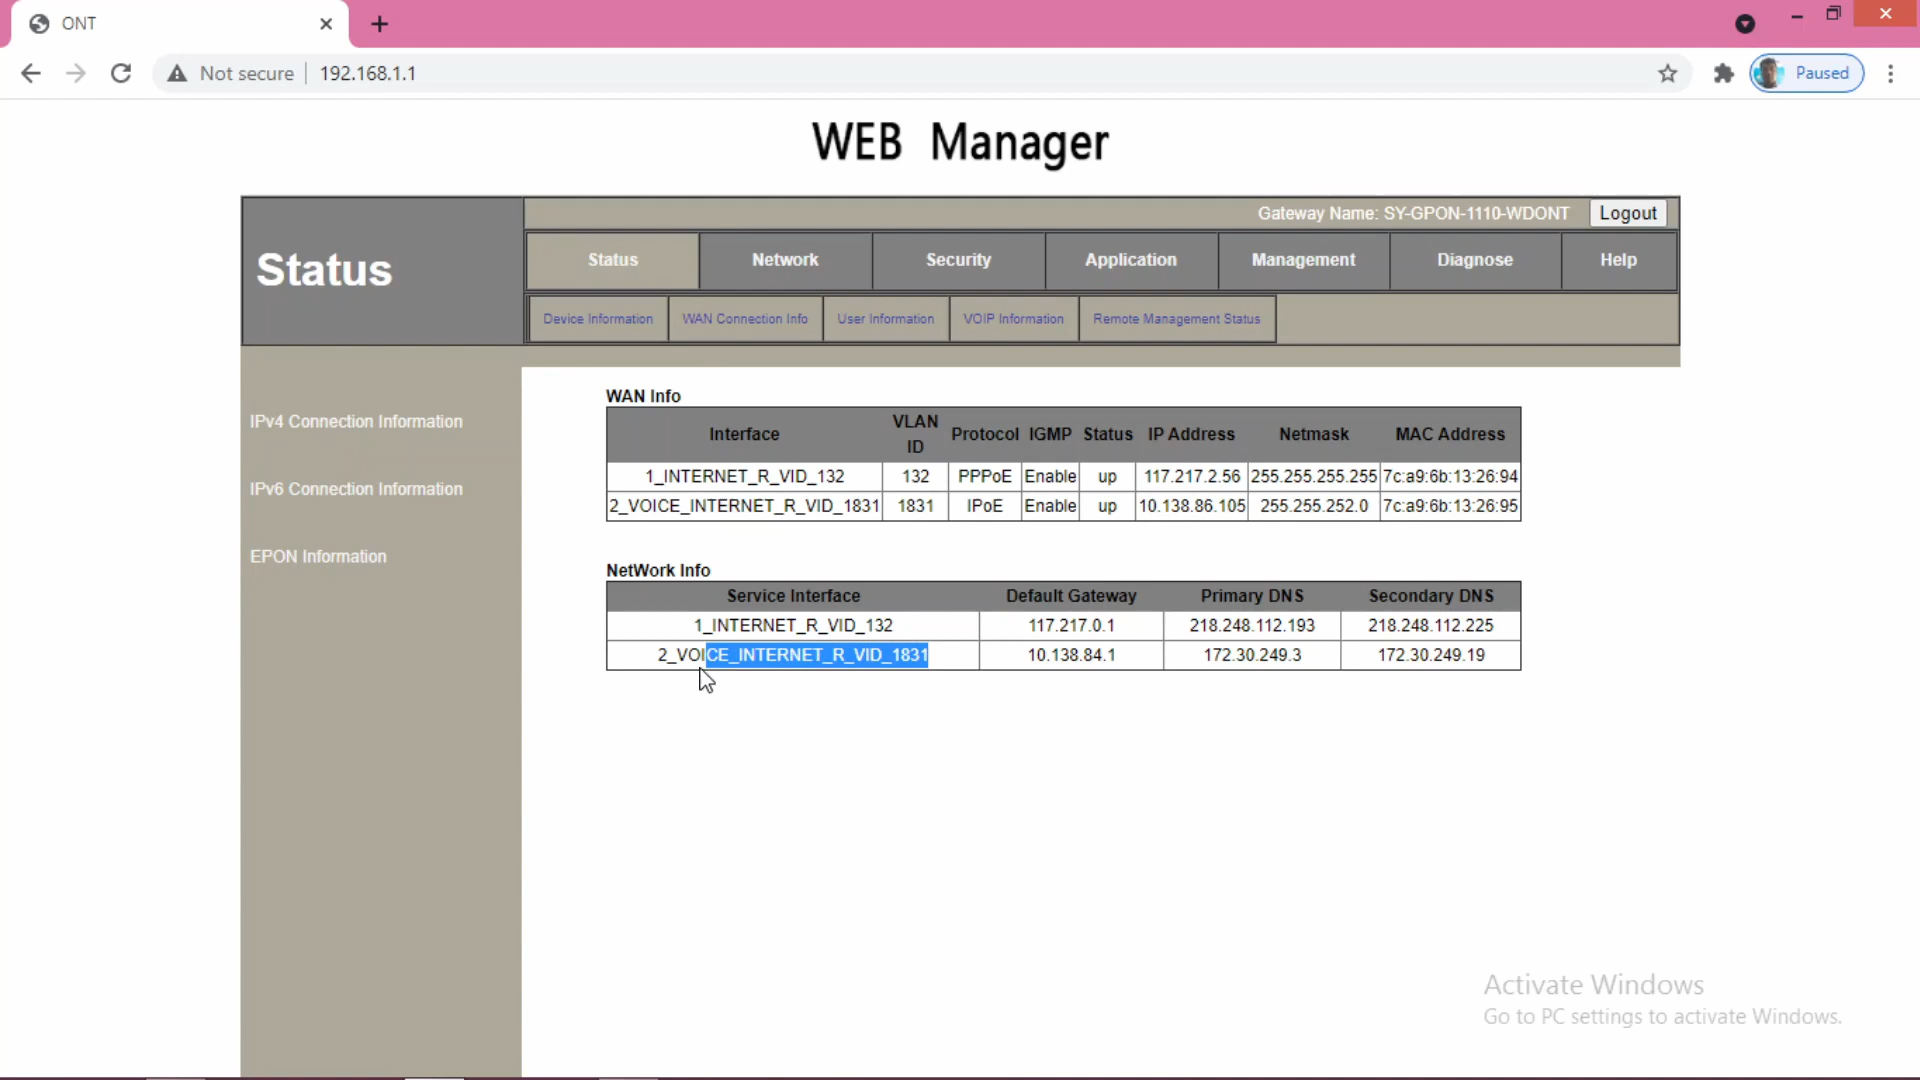 ONT
Not secure
192.168.1.1
Paused
WEB Manager
Gateway Name: SY-GPON-1110-WDONT
Logout
Status
Status Network Security Application Management Diagnose Help
Device Information WAN Connection Info User Information VOIP Information Remote Management Status
IPv4 Connection Information
IPv6 Connection Information
EPON Information
WAN Info
Interface VLAN ID Protocol IGMP Status IP Address Netmask MAC Address
1_INTERNET_R_VID_132 132 PPPoE Enable up 117.217.2.56 255.255.255.255 7c:a9:6b:13:26:94
2_VOICE_INTERNET_R_VID_1831 1831 IPoE Enable up 10.138.86.105 255.255.252.0 7c:a9:6b:13:26:95
NetWork Info
Service Interface Default Gateway Primary DNS Secondary DNS
1_INTERNET_R_VID_132 117.217.0.1 218.248.112.193 218.248.112.225
2_VOICE_INTERNET_R_VID_1831 10.138.84.1 172.30.249.3 172.30.249.19
Activate Windows
Go to PC settings to activate Windows.